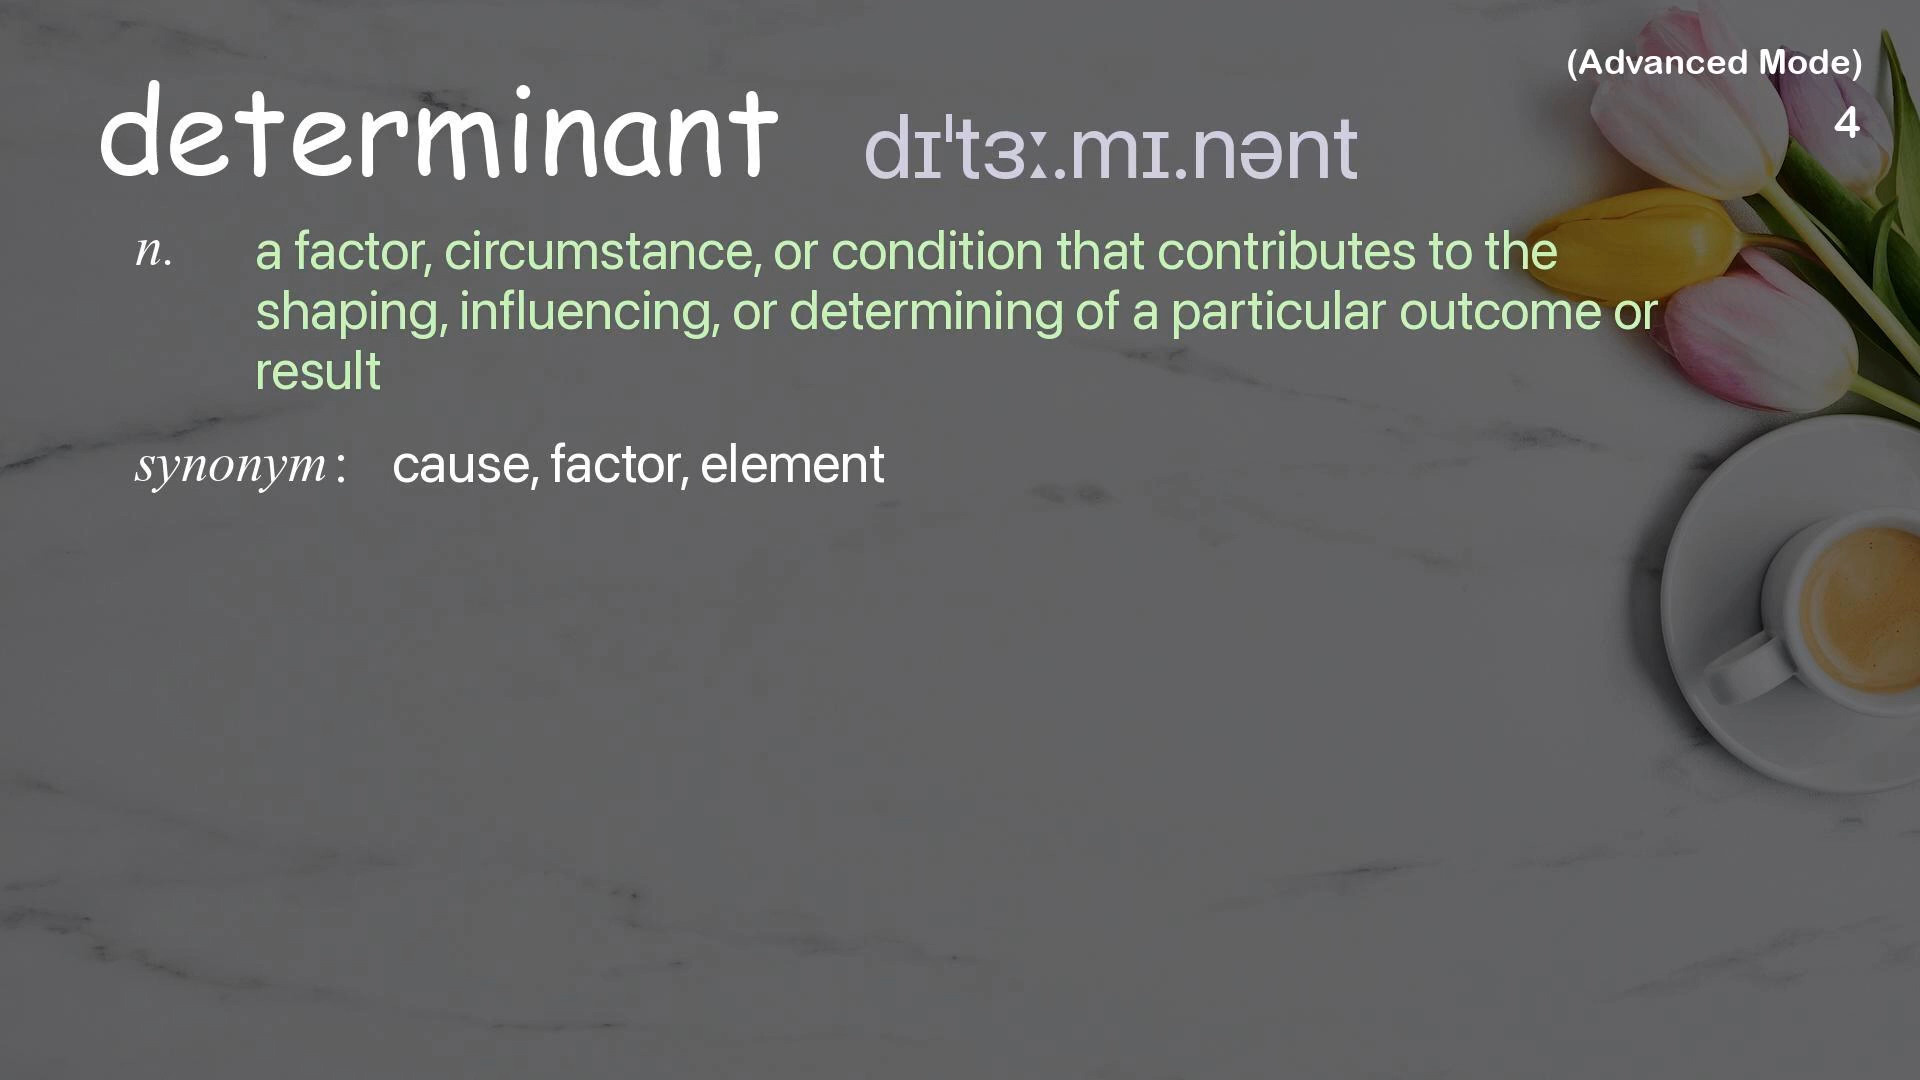 (Advanced Mode)
determinant dɪˈtɜː.mɪ.nənt
4
n. a factor, circumstance, or condition that contributes to the
shaping, influencing, or determining of a particular outcome or
result
synonym : cause, factor, element